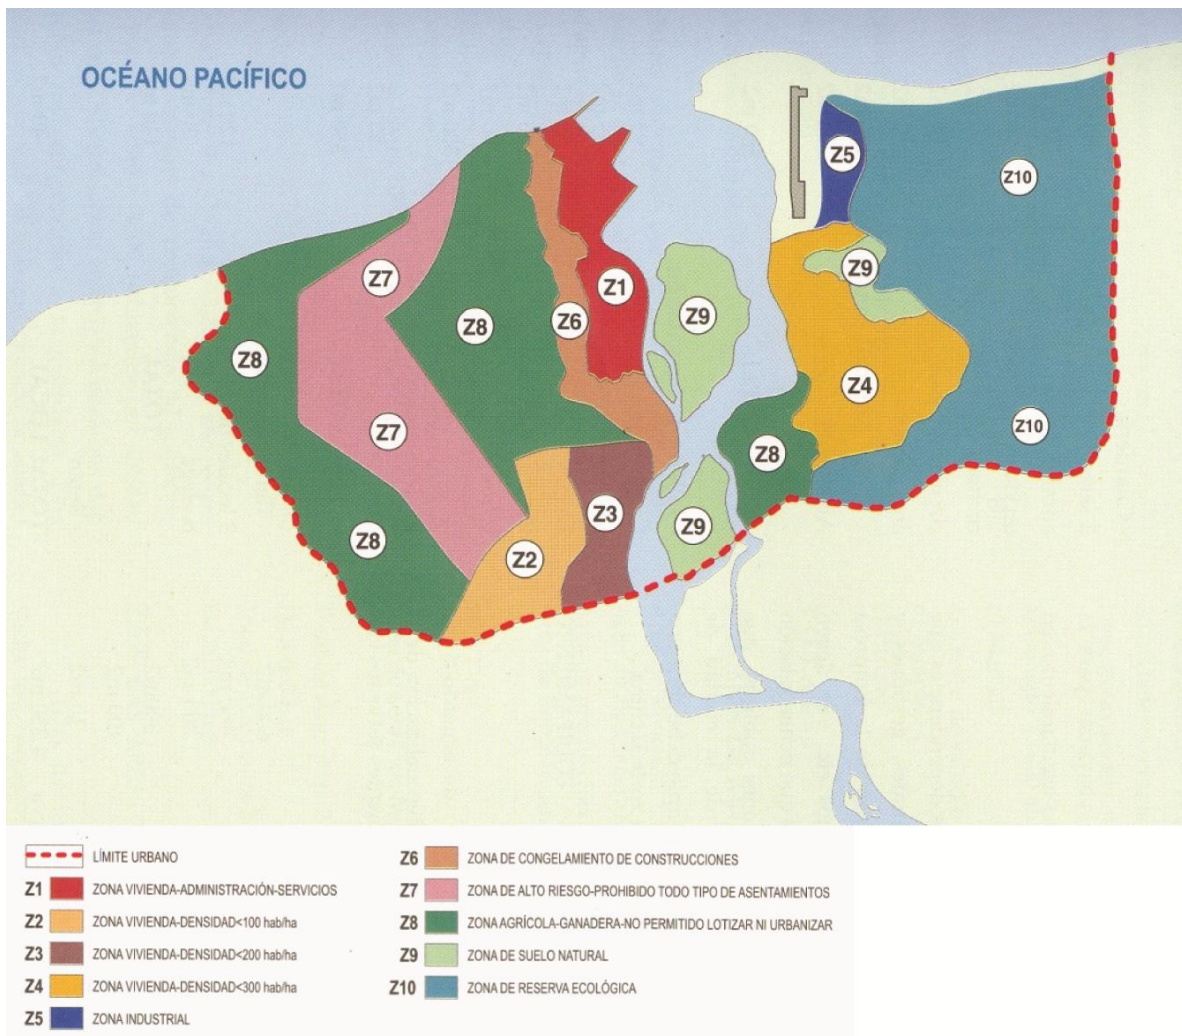 OCÉANO PACÍFICO
Z5
Z10
Z7
Z9
Z1
Z6
Z9
Z8
Z8
Z4
Z7
Z10
Z8
Z3
Z9
Z8
Z2
LÍMITE URBANO
Z1 ZONA VIVIENDA-ADMINISTRACIÓN-SERVICIOS
Z2 ZONA VIVIENDA-DENSIDAD<100 hab/ha
Z3 ZONA VIVIENDA-DENSIDAD<200 hab/ha
Z4 ZONA VIVIENDA-DENSIDAD<300 hab/ha
Z5 ZONA INDUSTRIAL
Z6 ZONA DE CONGELAMIENTO DE CONSTRUCCIONES
Z7 ZONA DE ALTO RIESGO-PROHIBIDO TODO TIPO DE ASENTAMIENTOS
Z8 ZONA AGRÍCOLA-GANADERA-NO PERMITIDO LOTIZAR NI URBANIZAR
Z9 ZONA DE SUELO NATURAL
Z10 ZONA DE RESERVA ECOLÓGICA